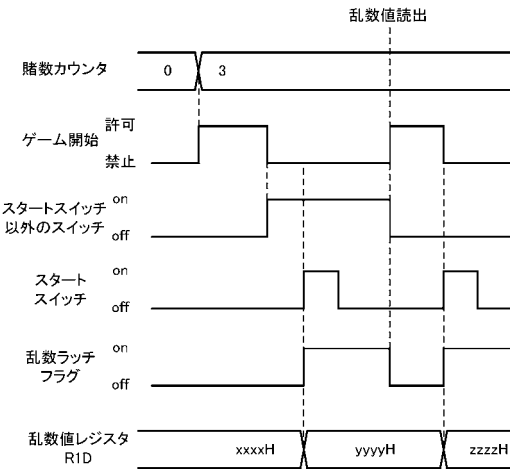 乱数値読出
賭数カウンタ 0 3
ゲーム開始 許可
禁止
スタートスイッチ
以外のスイッチ
on
off
スタート
スイッチ
on
off
乱数ラッチ
フラグ
on
off
乱数値レジスタ
R1D
xxxxH yyyyH zzzzH